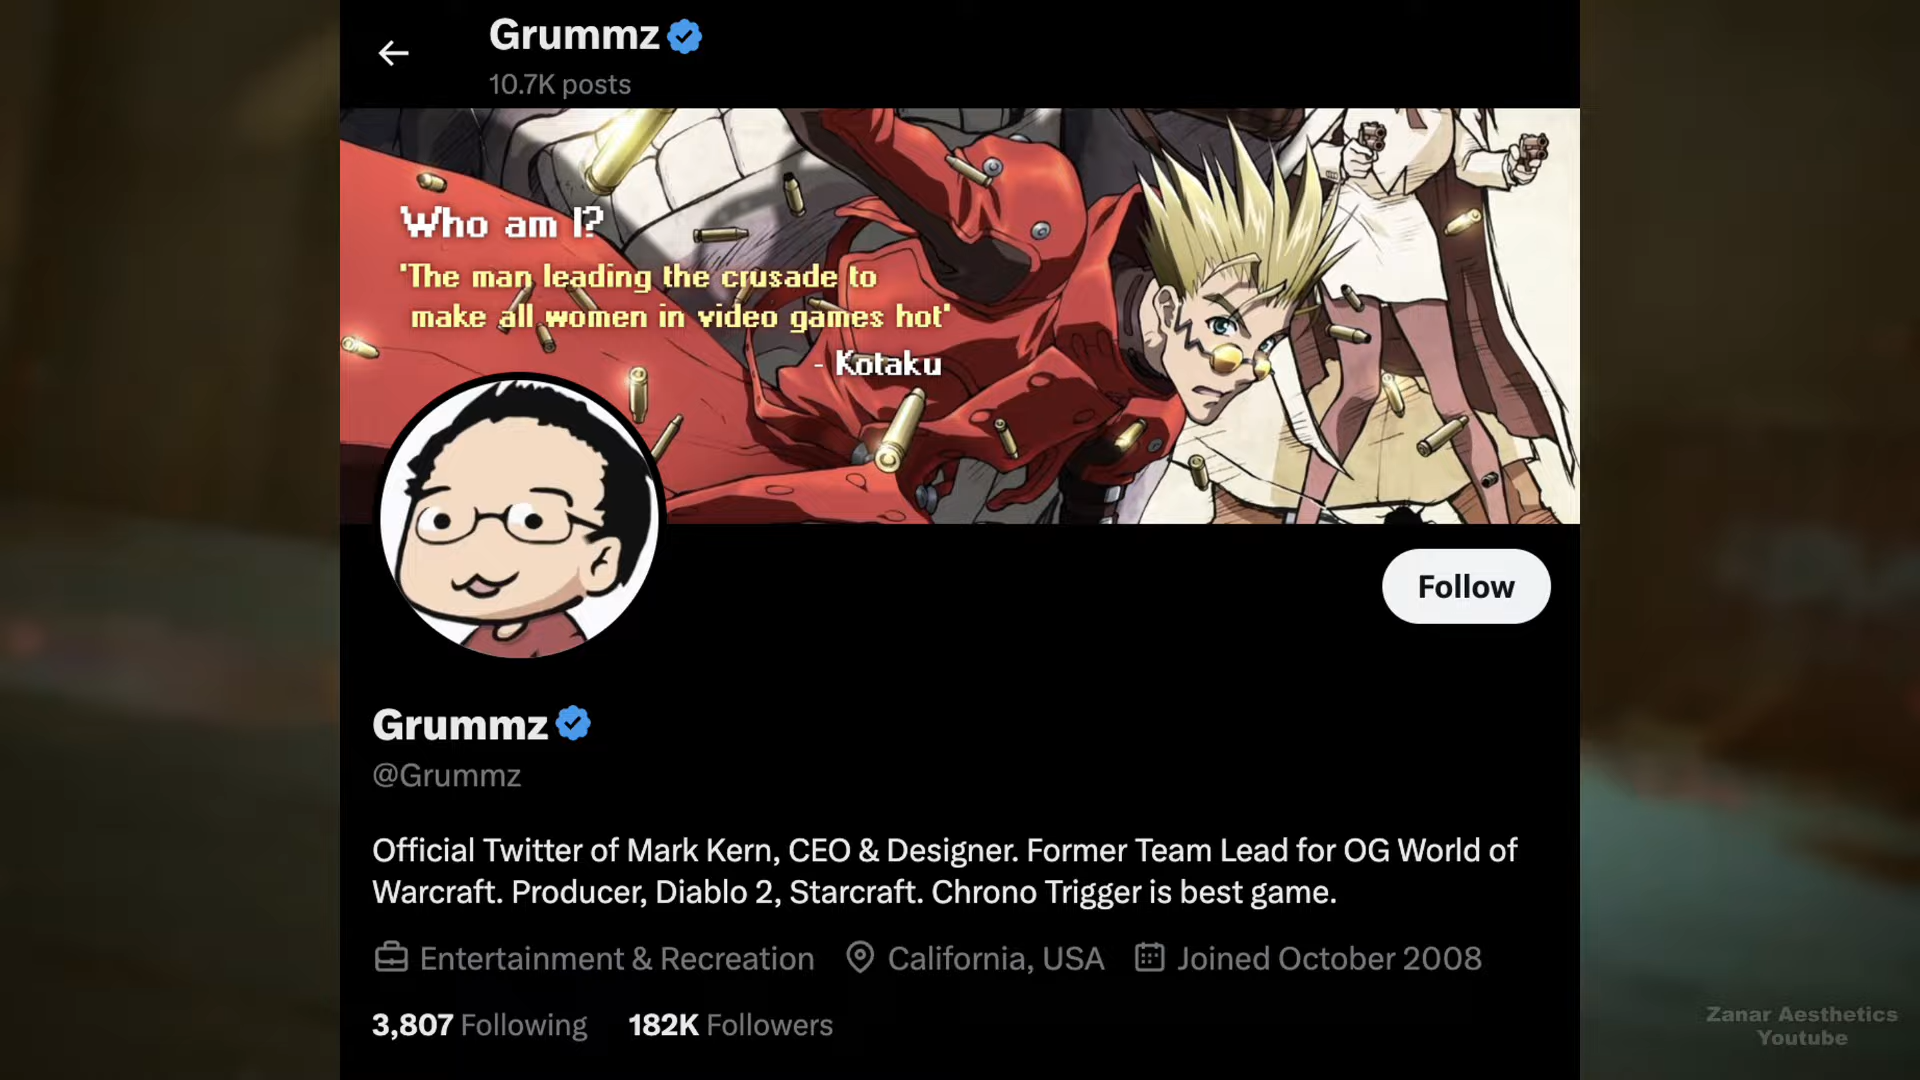 Grummz
10.7K posts
Who am I?
'The man leading the crusade to
make all women in video games hot'
- Kotaku
Follow
Grummz
@Grummz
Official Twitter of Mark Kern, CEO & Designer. Former Team Lead for OG World of
Warcraft. Producer, Diablo 2, Starcraft. Chrono Trigger is best game.
Entertainment & Recreation California, USA Joined October 2008
3,807 Following 182K Followers
Zanar Aesthetics
Youtube